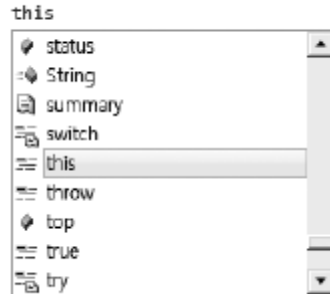 this
status
String
summary
switch
this
throw
top
true
try